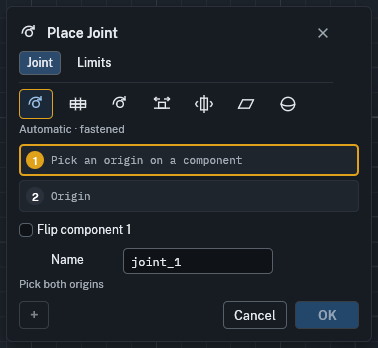 Place Joint
Joint Limits
Automatic · fastened
1 Pick an origin on a component
2 Origin
Flip component 1
Name joint_1
Pick both origins
+ Cancel OK